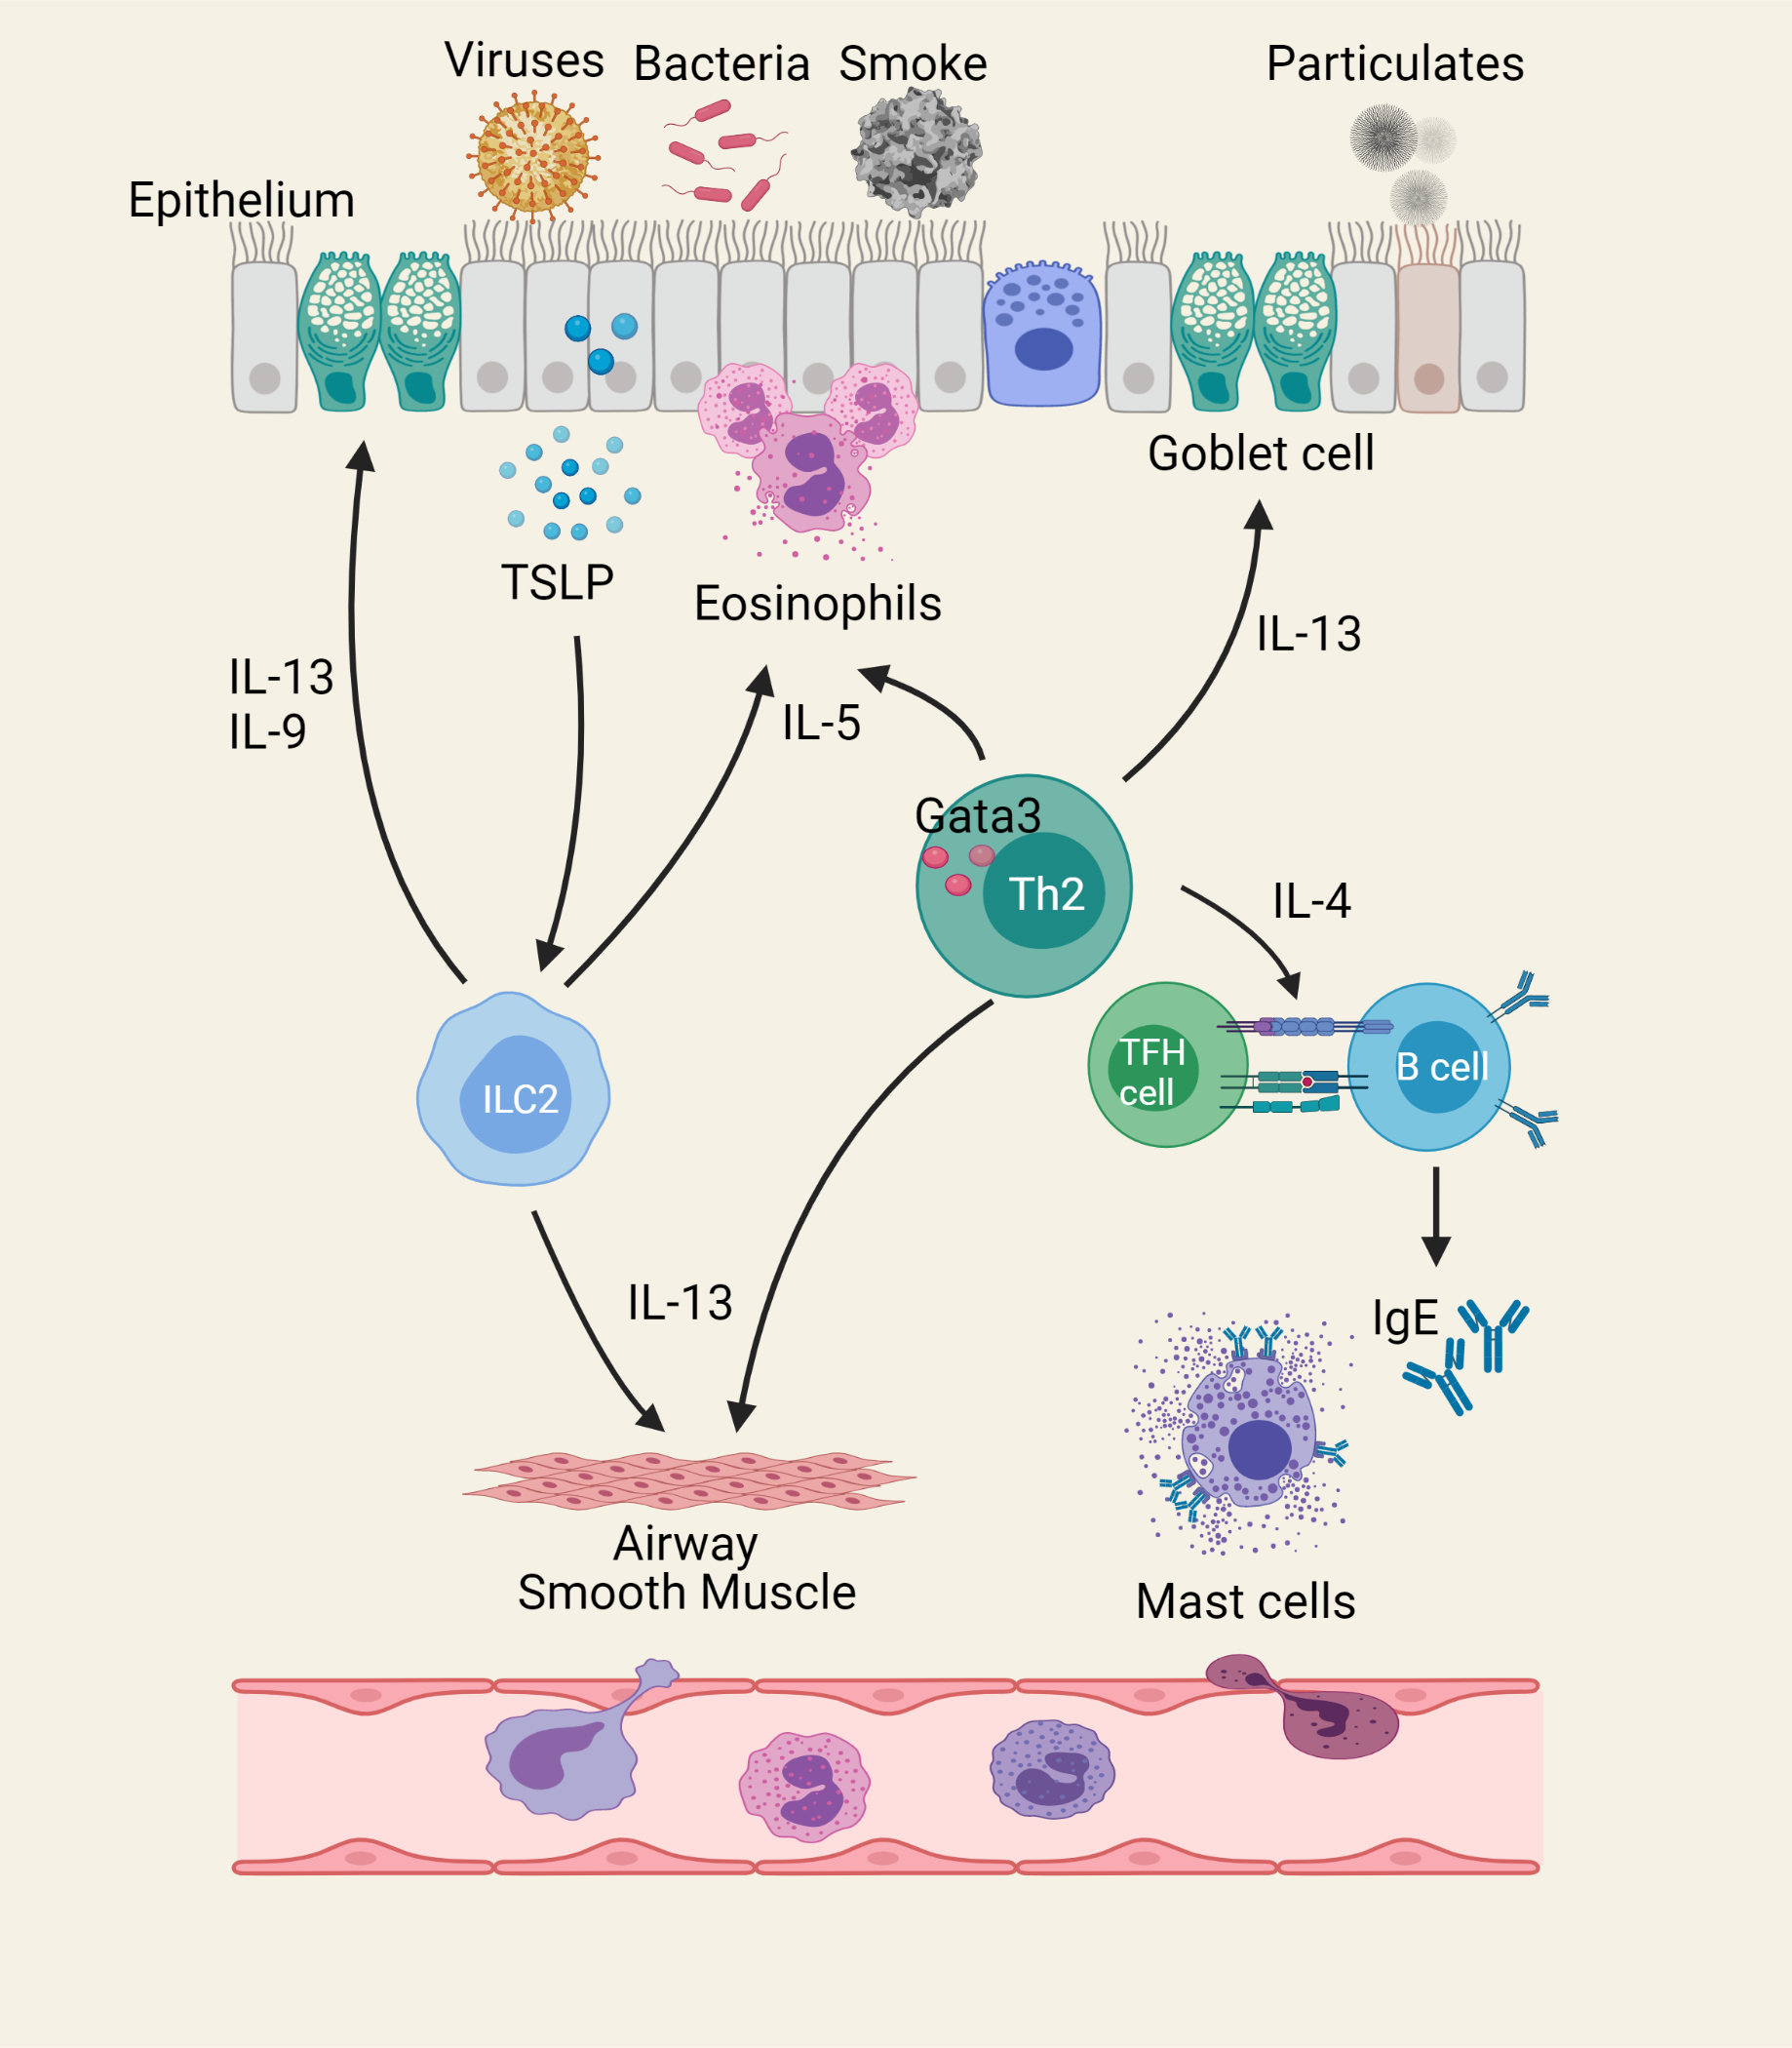 Viruses
Bacteria
Smoke
Particulates
Epithelium
Goblet cell
TSLP
Eosinophils
IL-13
IL-13
IL-9
IL-5
Gata3
Th2
IL-4
TFH
cell
B cell
ILC2
IL-13
IgE
Airway
Smooth Muscle
Mast cells